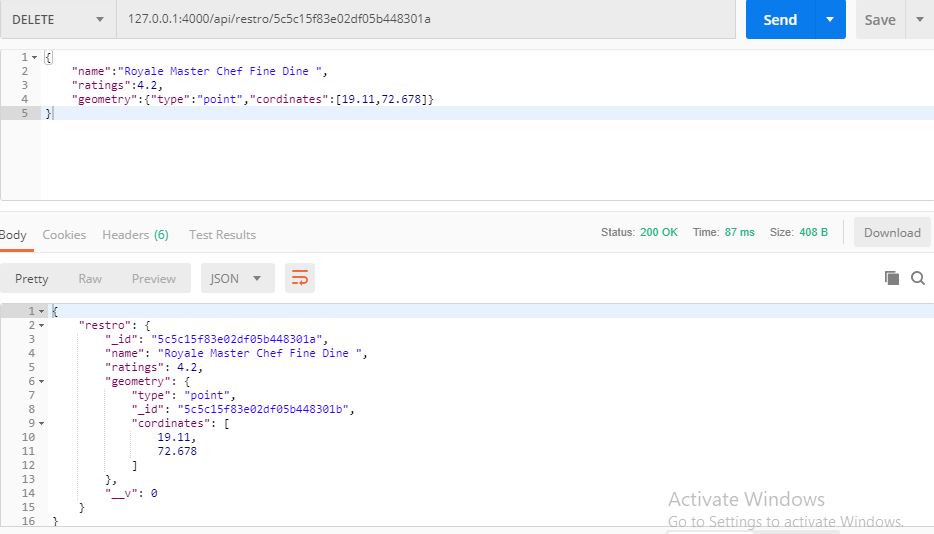 DELETE 127.0.0.1:4000/api/restro/5c5c15f83e02df05b448301a Send Save
1 {
2 "name":"Royale Master Chef Fine Dine ",
3 "ratings":4.2,
4 "geometry":{"type":"point","cordinates":[19.11,72.678]}
5 }
Body Cookies Headers (6) Test Results Status: 200 OK Time: 87 ms Size: 408 B Download
Pretty Raw Preview JSON
1 {
2 "restro": {
3 "_id": "5c5c15f83e02df05b448301a",
4 "name": "Royale Master Chef Fine Dine ",
5 "ratings": 4.2,
6 "geometry": {
7 "type": "point",
8 "_id": "5c5c15f83e02df05b448301b",
9 "cordinates": [
10 19.11,
11 72.678
12 ]
13 },
14 "__v": 0
15 }
16 }
Activate Windows
Go to Settings to activate Windows.